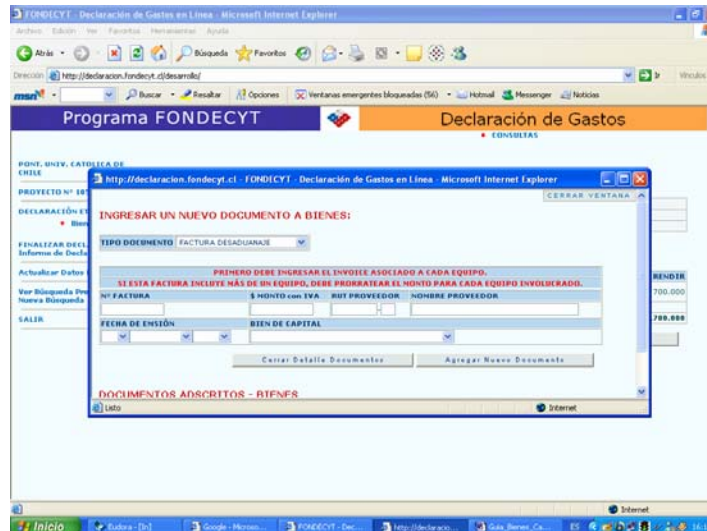 FONDECYT - Declaración de Gastos en Línea - Microsoft Internet Explorer
Archivo Edición Ver Favoritos Herramientas Ayuda
Atrás Búsqueda Favoritos
Dirección http://declaracion.fondecyt.cl/desarrollo/ Ir Vínculos
msn Buscar Resaltar Opciones Ventanas emergentes bloqueadas (56) Hotmail Messenger Noticias
Programa FONDECYT Declaración de Gastos
CONSULTAS
PONT. UNIV. CATOLICA DE
CHILE
PROYECTO Nº
DECLARACIÓN
FINALIZAR DECL
Informe de Decla
Actualizar Datos
Ver Búsqueda
Nueva Búsqueda
SALIR
RENDIR
700.000
.700.000
http://declaracion.fondecyt.cl - FONDECYT - Declaración de Gastos en Línea - Microsoft Internet Explorer
CERRAR VENTANA
INGRESAR UN NUEVO DOCUMENTO A BIENES:
TIPO DOCUMENTO FACTURA DESADUANAJE
PRIMERO DEBE INGRESAR EL INVOICE ASOCIADO A CADA EQUIPO.
SI ESTA FACTURA INCLUYE MÁS DE UN EQUIPO, DEBE PRORRATEAR EL MONTO PARA CADA EQUIPO INVOLUCRADO.
Nº FACTURA $ MONTO con IVA RUT PROVEEDOR NOMBRE PROVEEDOR
-
FECHA DE EMSIÓN BIEN DE CAPITAL
Cerrar Detalle Documentos Agregar Nuevo Documento
DOCUMENTOS ADSCRITOS - BIENES
Listo Internet
Internet
Inicio Eudora - [In] Google - Microso... FONDECYT - Dec... http://declaracio... Guia_Bienes_Ca... ES